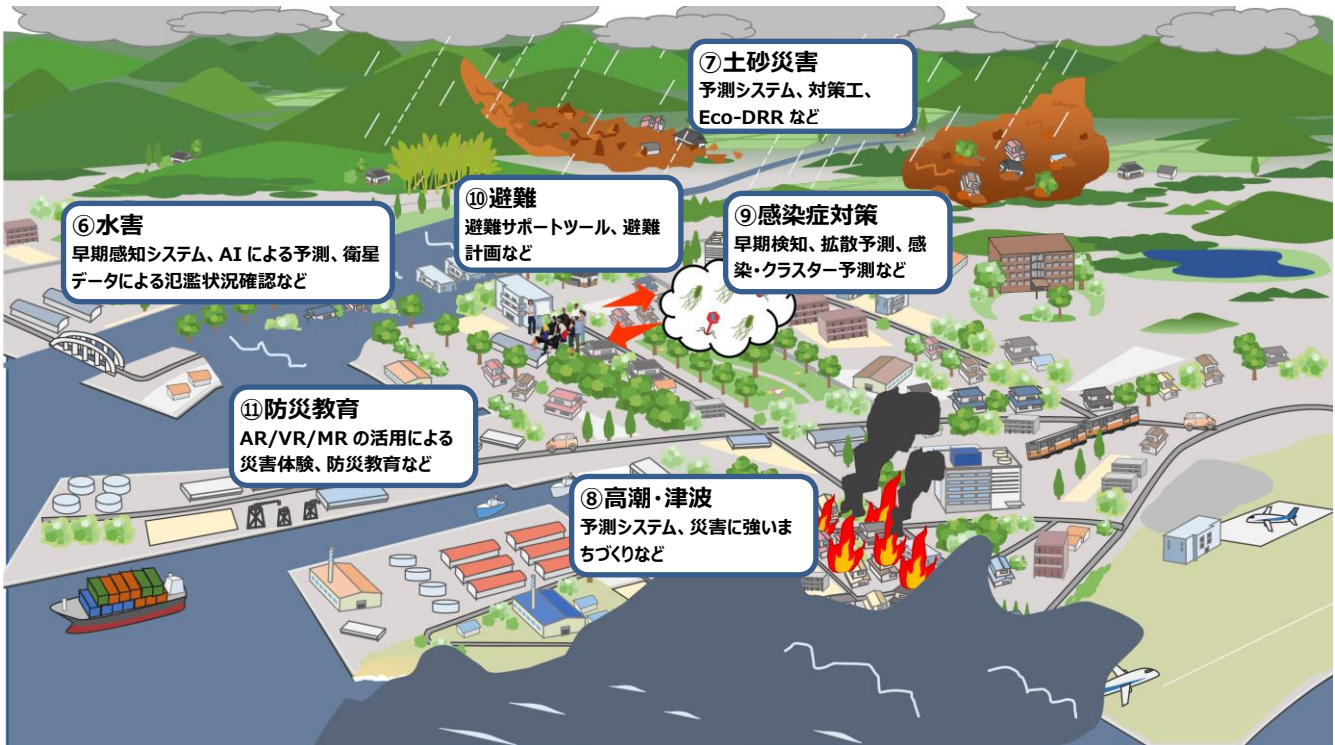 ⑦土砂災害
予測システム、対策工、
Eco-DRR など
⑩避難
避難サポートツール、避難
計画など
⑥水害
早期感知システム、AI による予測、衛星
データによる氾濫状況確認など
⑨感染症対策
早期検知、拡散予測、感
染・クラスター予測など
⑪防災教育
AR/VR/MR の活用による
災害体験、防災教育など
⑧高潮・津波
予測システム、災害に強いま
ちづくりなど